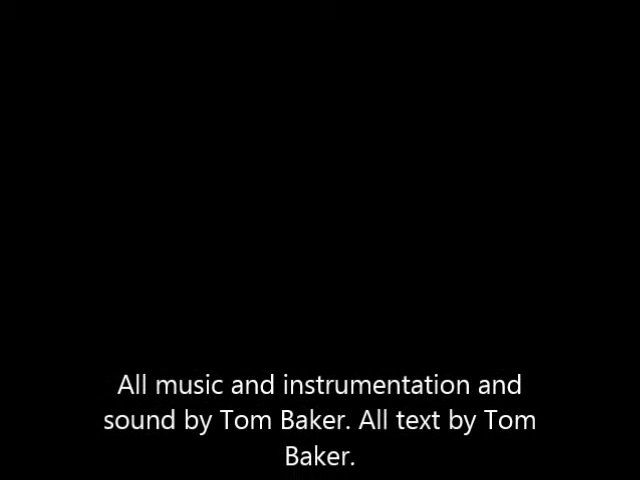 All music and instrumentation and
sound by Tom Baker. All text by Tom
Baker.